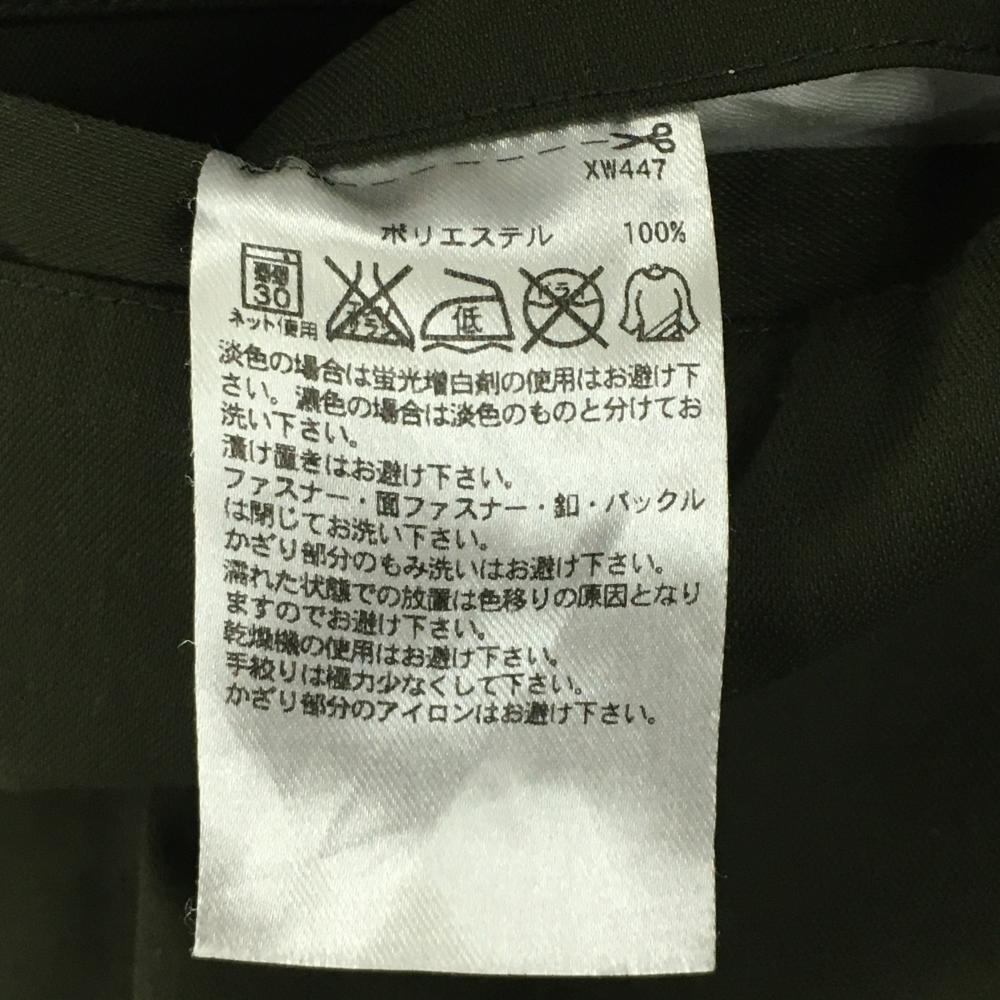 XW447
ポリエステル 100%
30
ネット使用
エンソサラシ
低
ドライ
淡色の場合は蛍光増白剤の使用はお避け下
さい。濃色の場合は淡色のものと分けてお
洗い下さい。
漬け置きはお避け下さい。
ファスナー・面ファスナー・釦・バックル
は閉じてお洗い下さい。
かざり部分のもみ洗いはお避け下さい。
濡れた状態での放置は色移りの原因となり
ますのでお避け下さい。
乾燥機の使用はお避け下さい。
手絞りは極力少なくして下さい。
かざり部分のアイロンはお避け下さい。